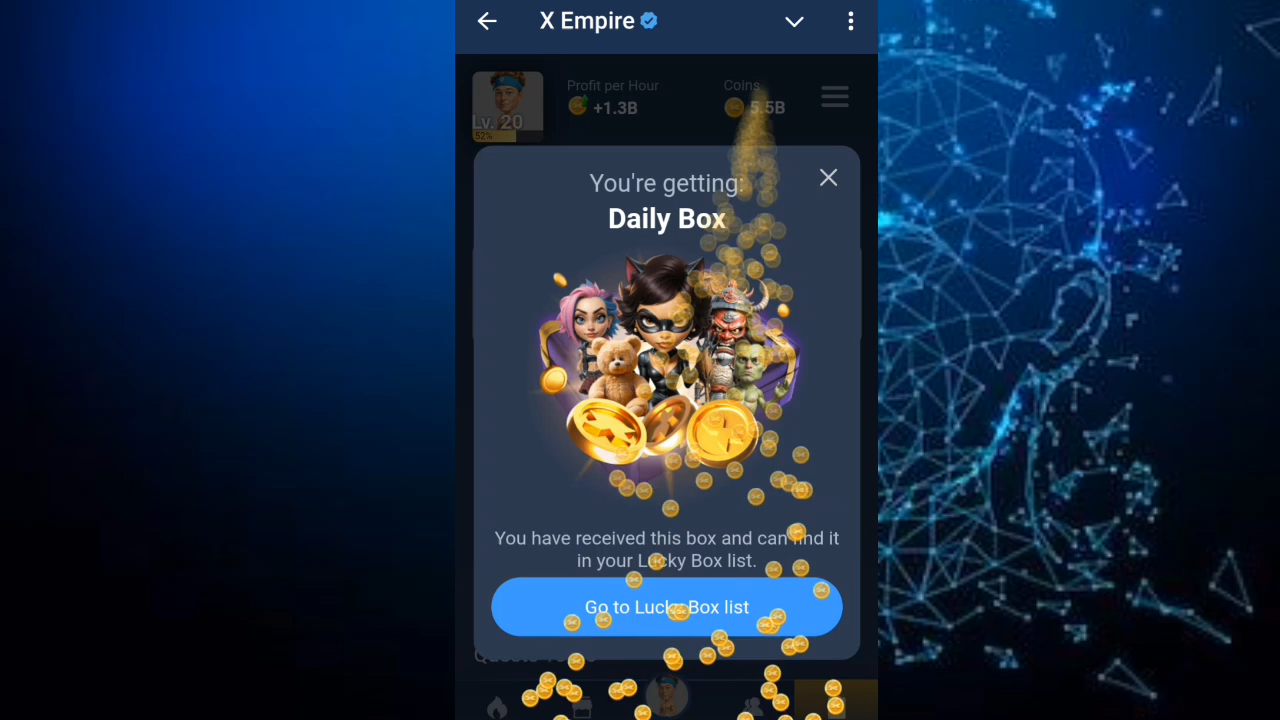 X Empire
Profit per Hour
Coins
+1.3B
5.5B
Lv. 20
52%
You're getting:
Daily Box
You have received this box and can find it
in your Lucky Box list.
Go to Lucky Box list